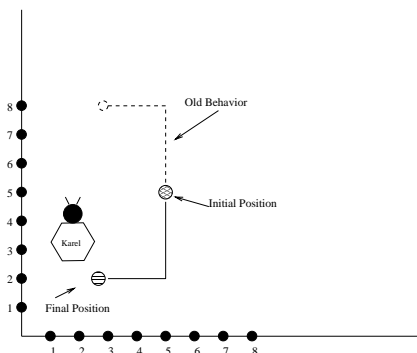 8
Old Behavior
7
6
5
Initial Position
4
Karel
3
2
1
Final Position
1 2 3 4 5 6 7 8